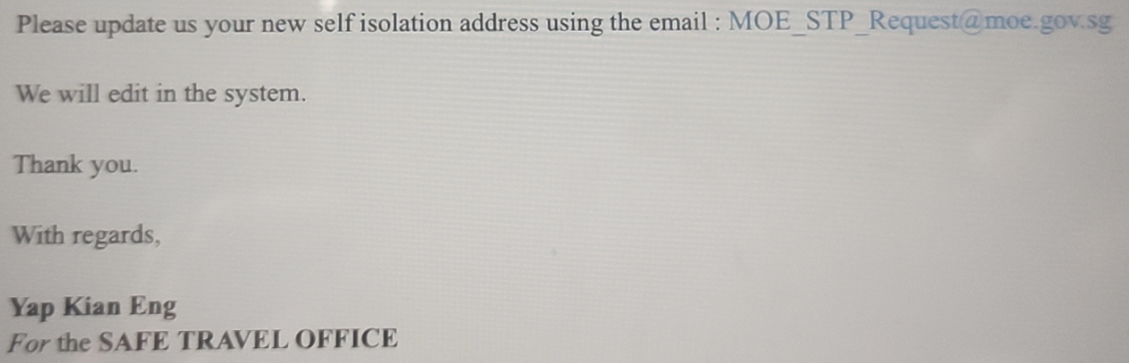 Please update us your new self isolation address using the email : MOE_STP_Request@moe.gov.sg
We will edit in the system.
Thank you.
With regards,
Yap Kian Eng
For the SAFE TRAVEL OFFICE